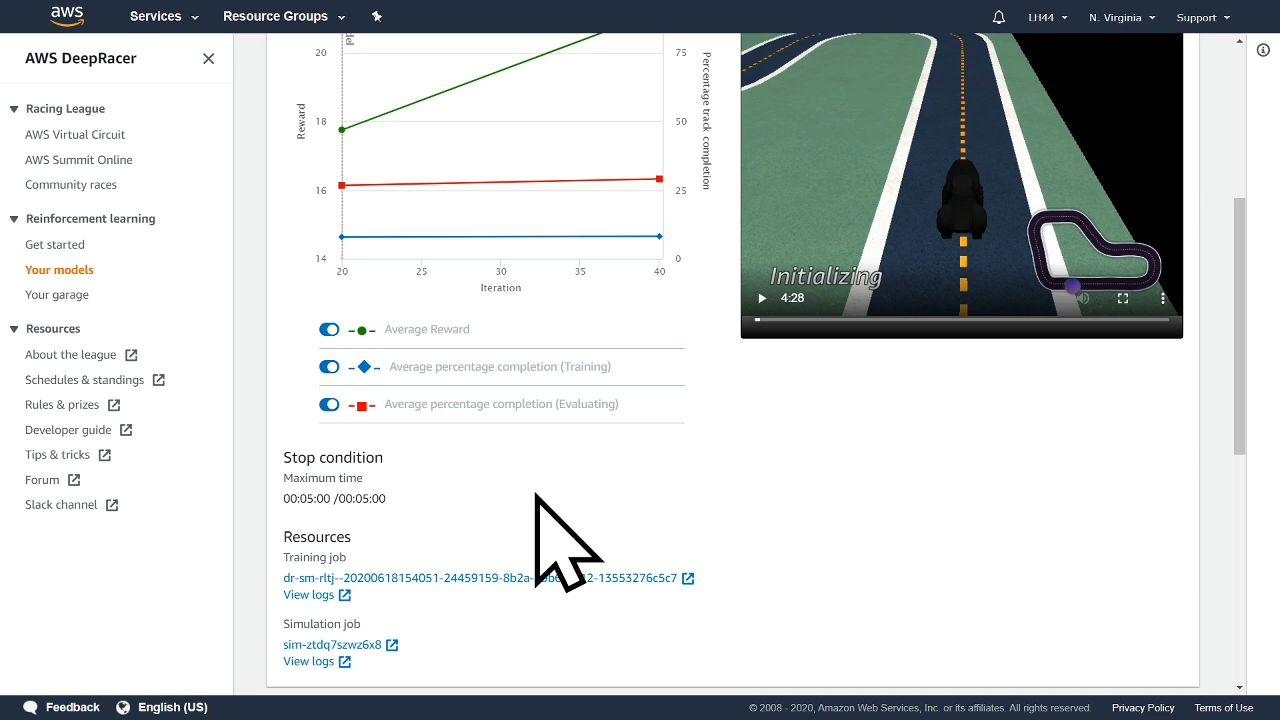 aws
Services
Resource Groups
LH44
N. Virginia
Support
AWS DeepRacer
Racing League
AWS Virtual Circuit
AWS Summit Online
Community races
Reinforcement learning
Get started
Your models
Your garage
Resources
About the league
Schedules & standings
Rules & prizes
Developer guide
Tips & tricks
Forum
Slack channel
Reward
20
18
16
14
75
50
25
0
Percentage track completion
20
25
30
35
40
Iteration
Average Reward
Average percentage completion (Training)
Average percentage completion (Evaluating)
Stop condition
Maximum time
00:05:00 /00:05:00
Resources
Training job
View logs
Simulation job
sim-ztdq7szwz6x8
View logs
Initializing
4:28
Feedback
English (US)
© 2008 - 2020, Amazon Web Services, Inc. or its affiliates. All rights reserved.
Privacy Policy
Terms of Use